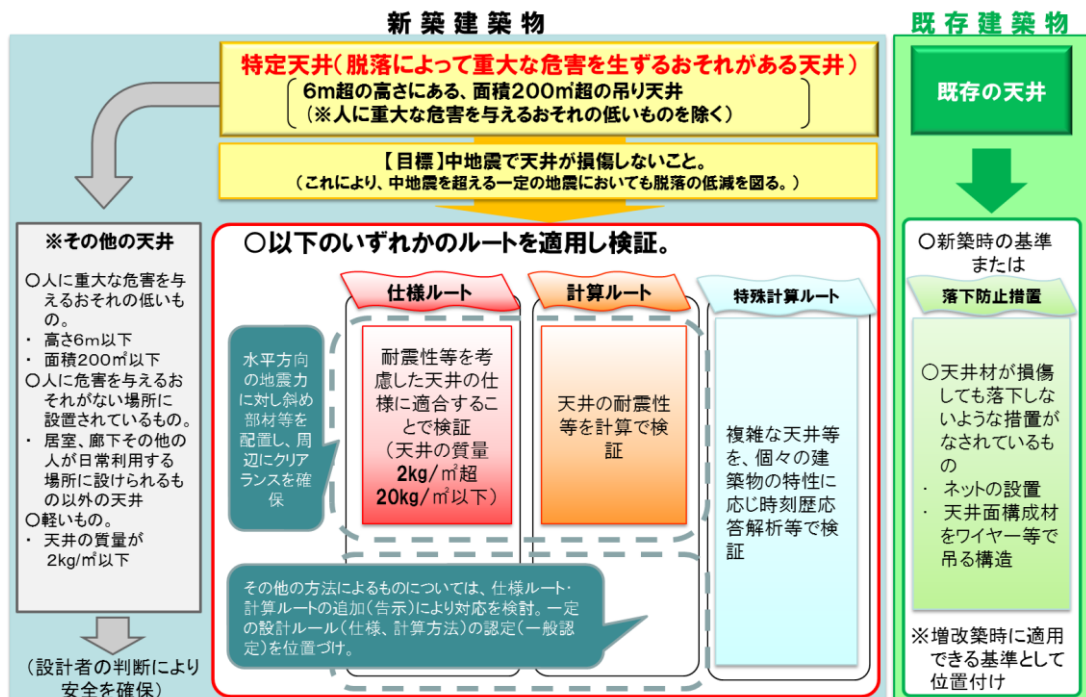 新築建築物
既存建築物
特定天井(脱落によって重大な危害を生ずるおそれがある天井)
6m超の高さにある、面積200㎡超の吊り天井
(※人に重大な危害を与えるおそれの低いものを除く)
【目標】中地震で天井が損傷しないこと。
(これにより、中地震を超える一定の地震においても脱落の低減を図る。)
※その他の天井
○人に重大な危害を与
えるおそれの低いも
の。
・ 高さ6m以下
・ 面積200㎡以下
○人に危害を与えるお
それがない場所に
設置されているもの。
・ 居室、廊下その他の
人が日常利用する
場所に設けられるも
の以外の天井
○軽いもの。
・ 天井の質量が
2kg/㎡以下
(設計者の判断により
安全を確保)
○以下のいずれかのルートを適用し検証。
仕様ルート
耐震性等を考
慮した天井の仕
様に適合するこ
とで検証
(天井の質量
2kg/㎡超
20kg/㎡以下)
水平方向
の地震力
に対し斜め
部材等を
配置し、周
辺にクリア
ランスを確
保
計算ルート
天井の耐震性
等を計算で検
証
特殊計算ルート
複雑な天井等
を、個々の建
築物の特性に
応じ時刻歴応
答解析等で検
証
その他の方法によるものについては、仕様ルート・
計算ルートの追加(告示)により対応を検討。一定
の設計ルール(仕様、計算方法)の認定(一般認
定)を位置づけ。
既存の天井
○新築時の基準
または
落下防止措置
○天井材が損傷
しても落下しな
いような措置が
なされているも
の
・ ネットの設置
・ 天井面構成材
をワイヤー等で
吊る構造
※増改築時に適用
できる基準として
位置付け